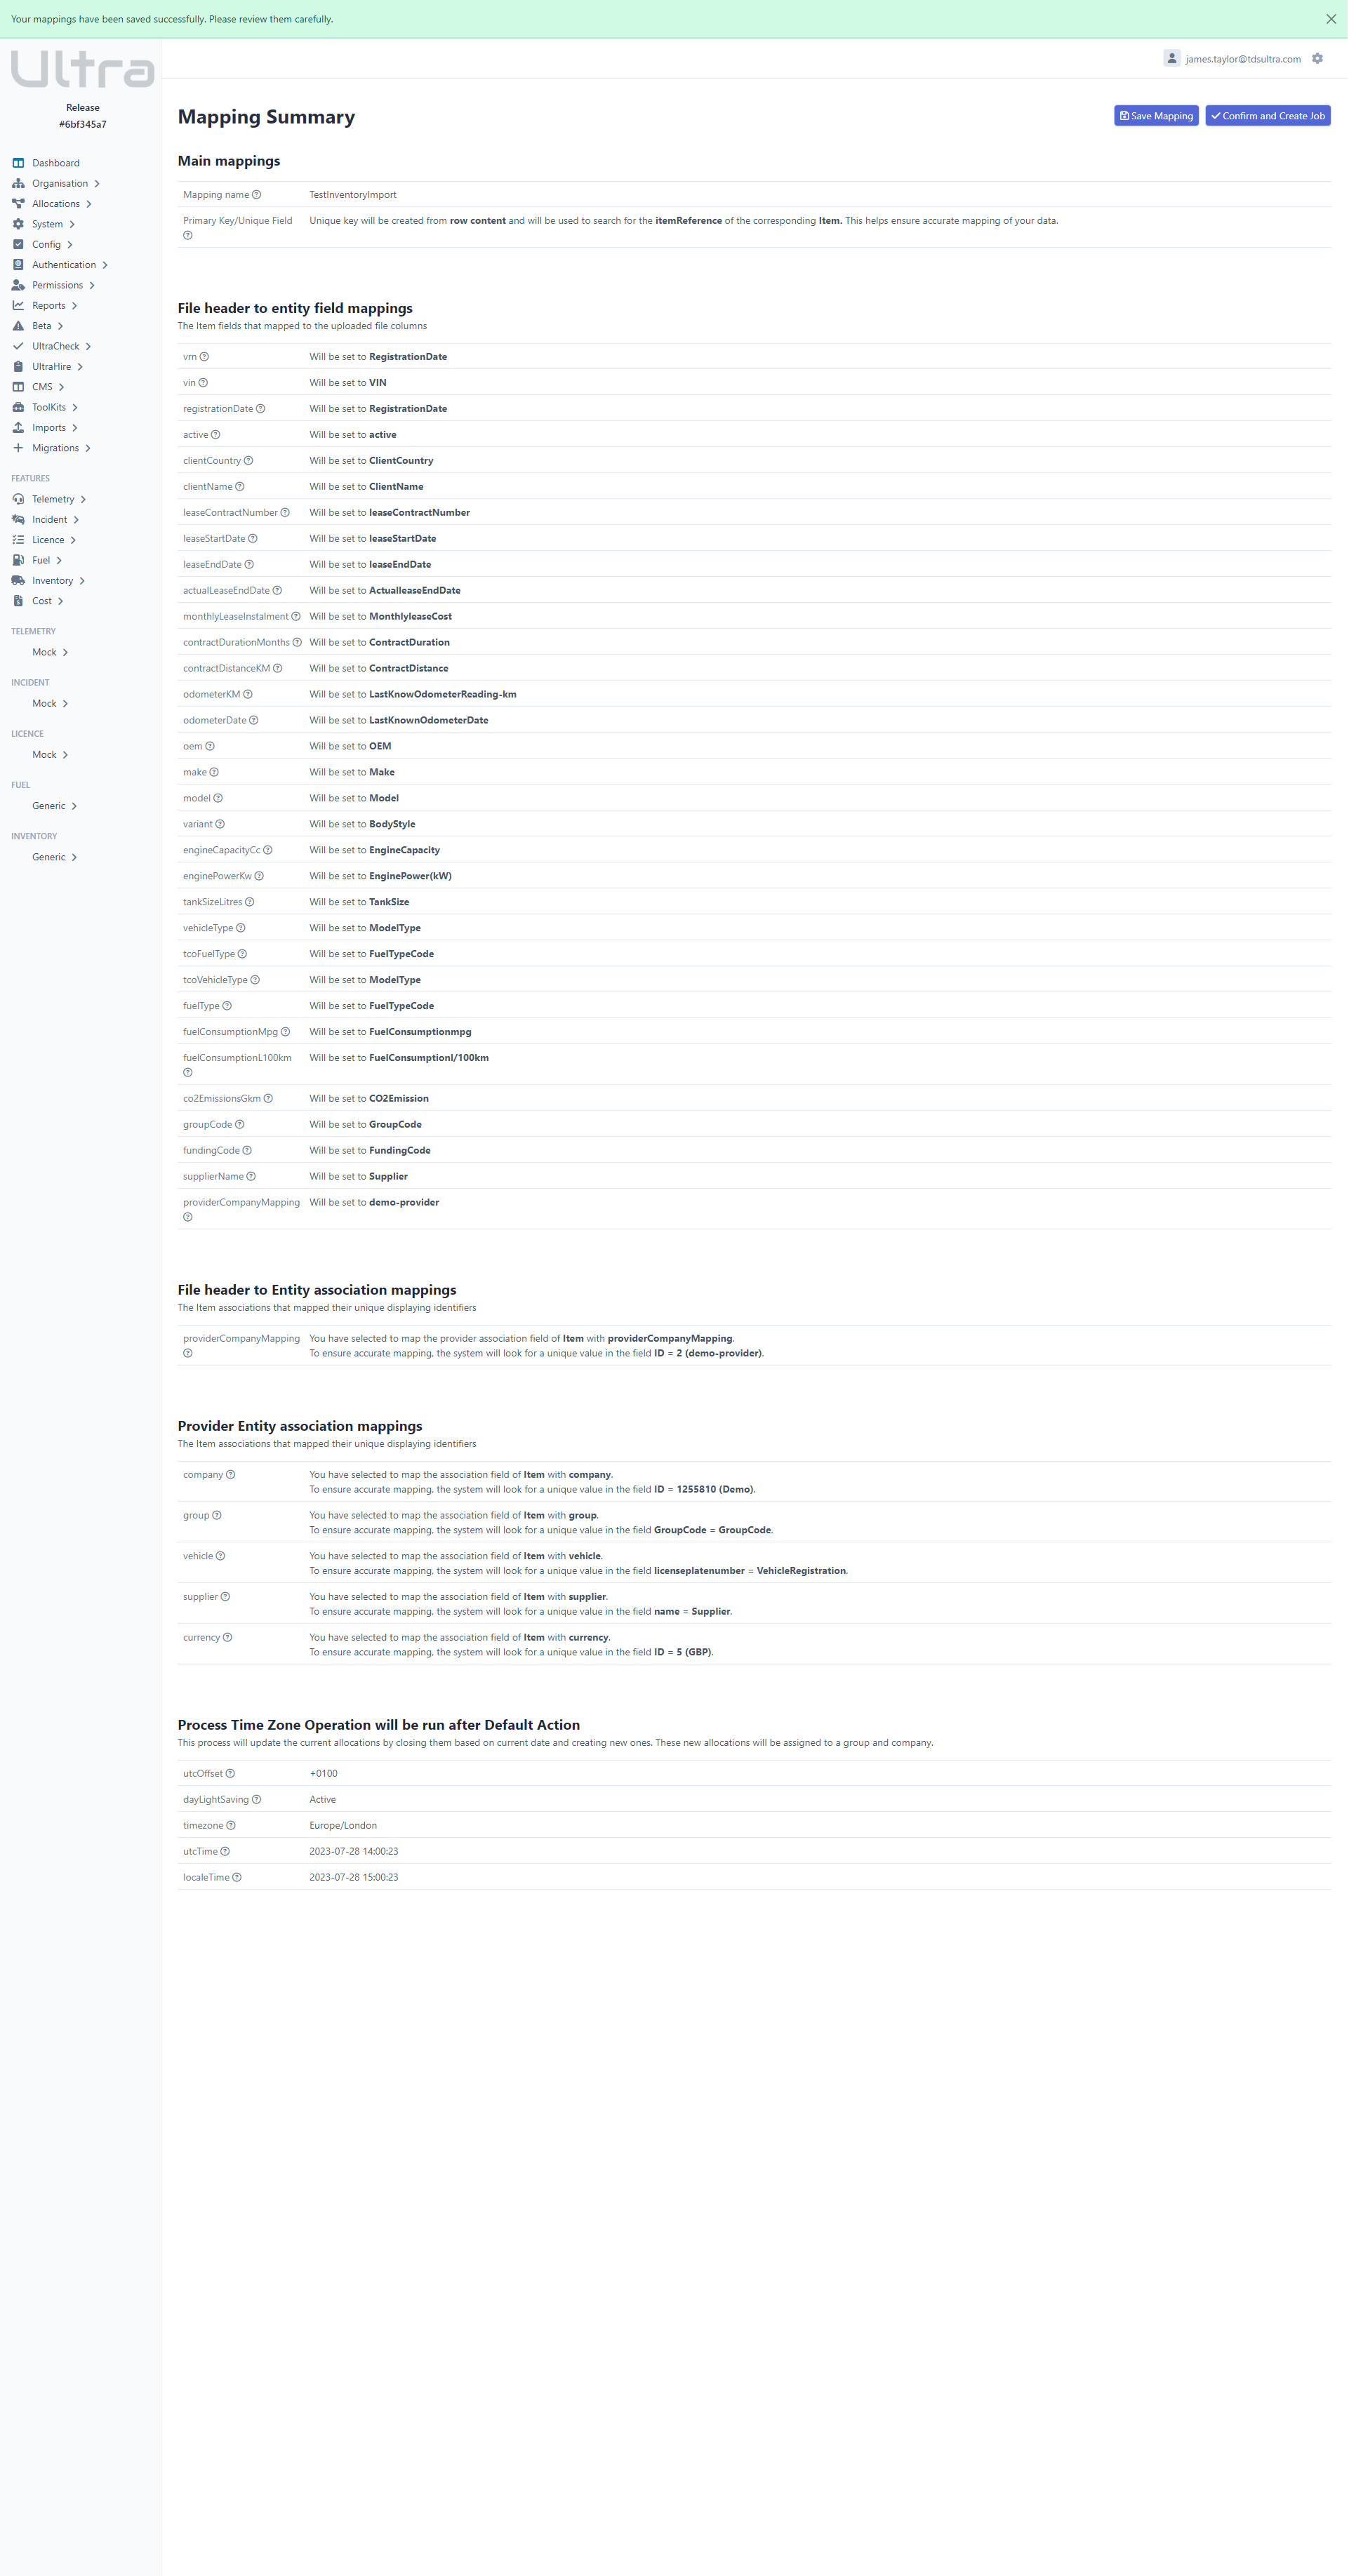 Your mappings have been saved successfully. Please review them carefully.
Ultra
james.taylor@tdsultra.com
Release
#6bf345a7
Dashboard
Organisation
Allocations
System
Config
Authentication
Permissions
Reports
Beta
UltraCheck
UltraHire
CMS
ToolKits
Imports
Migrations
FEATURES
Telemetry
Incident
Licence
Fuel
Inventory
Cost
TELEMETRY
Mock
INCIDENT
Mock
LICENCE
Mock
FUEL
Generic
INVENTORY
Generic
Mapping Summary
Save Mapping
Confirm and Create Job
Main mappings
Mapping name TestInventoryImport
Primary Key/Unique Field Unique key will be created from row content and will be used to search for the itemReference of the corresponding Item. This helps ensure accurate mapping of your data.
File header to entity field mappings
The Item fields that mapped to the uploaded file columns
vrn Will be set to RegistrationDate
vin Will be set to VIN
registrationDate Will be set to RegistrationDate
active Will be set to active
clientCountry Will be set to ClientCountry
clientName Will be set to ClientName
leaseContractNumber Will be set to leaseContractNumber
leaseStartDate Will be set to leaseStartDate
leaseEndDate Will be set to leaseEndDate
actualLeaseEndDate Will be set to ActualleaseEndDate
monthlyLeaseInstalment Will be set to MonthlyleaseCost
contractDurationMonths Will be set to ContractDuration
contractDistanceKM Will be set to ContractDistance
odometerKM Will be set to LastKnowOdometerReading-km
odometerDate Will be set to LastKnownOdometerDate
oem Will be set to OEM
make Will be set to Make
model Will be set to Model
variant Will be set to BodyStyle
engineCapacityCc Will be set to EngineCapacity
enginePowerKw Will be set to EnginePower(kW)
tankSizeLitres Will be set to TankSize
vehicleType Will be set to ModelType
tcoFuelType Will be set to FuelTypeCode
tcoVehicleType Will be set to ModelType
fuelType Will be set to FuelTypeCode
fuelConsumptionMpg Will be set to FuelConsumptionmpg
fuelConsumptionL100km Will be set to FuelConsumptionl/100km
co2EmissionsGkm Will be set to CO2Emission
groupCode Will be set to GroupCode
fundingCode Will be set to FundingCode
supplierName Will be set to Supplier
providerCompanyMapping Will be set to demo-provider
File header to Entity association mappings
The Item associations that mapped their unique displaying identifiers
providerCompanyMapping You have selected to map the provider association field of Item with providerCompanyMapping.
To ensure accurate mapping, the system will look for a unique value in the field ID = 2 (demo-provider).
Provider Entity association mappings
The Item associations that mapped their unique displaying identifiers
company You have selected to map the association field of Item with company.
To ensure accurate mapping, the system will look for a unique value in the field ID = 1255810 (Demo).
group You have selected to map the association field of Item with group.
To ensure accurate mapping, the system will look for a unique value in the field GroupCode = GroupCode.
vehicle You have selected to map the association field of Item with vehicle.
To ensure accurate mapping, the system will look for a unique value in the field licenseplatenumber = VehicleRegistration.
supplier You have selected to map the association field of Item with supplier.
To ensure accurate mapping, the system will look for a unique value in the field name = Supplier.
currency You have selected to map the association field of Item with currency.
To ensure accurate mapping, the system will look for a unique value in the field ID = 5 (GBP).
Process Time Zone Operation will be run after Default Action
This process will update the current allocations by closing them based on current date and creating new ones. These new allocations will be assigned to a group and company.
utcOffset +0100
dayLightSaving Active
timezone Europe/London
utcTime 2023-07-28 14:00:23
localeTime 2023-07-28 15:00:23